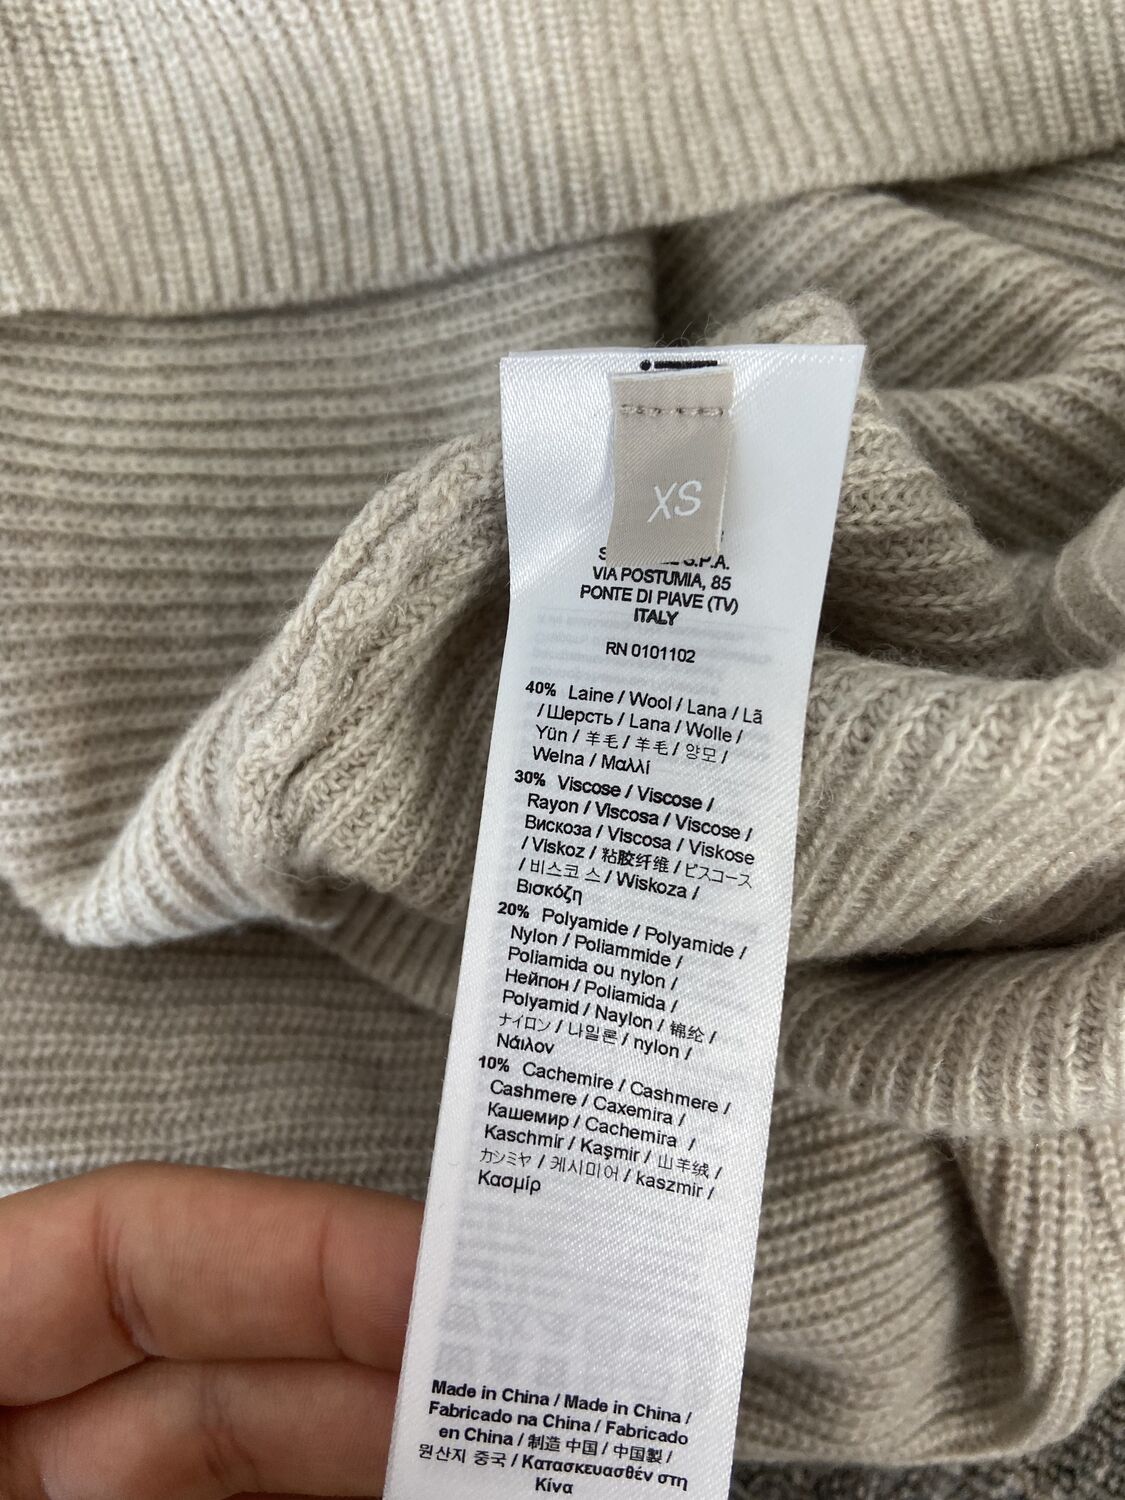 XS
S.P.A.
VIA POSTUMIA, 85
PONTE DI PIAVE (TV)
ITALY
RN 0101102
40% Laine / Wool / Lana / Lã
/ Шерсть / Lana / Wolle /
Yün / 羊毛 / 羊毛 / 양모 /
Welna / Μαλλί
30% Viscose / Viscose /
Rayon / Viscosa / Viscose /
Вискоза / Viscosa / Viskose
/ Viskoz / 粘胶纤维 / ビスコース
/ 비스코 스 / Wiskoza /
Βισκόζη
20% Polyamide / Polyamide /
Nylon / Poliammide /
Poliamida ou nylon /
Нейпон / Poliamida /
Polyamid / Naylon / 锦纶 /
ナイロン / 나일론 / nylon /
Νάιλον
10% Cachemire / Cashmere /
Cashmere / Caxemira /
Кашемир / Cachemira /
Kaschmir / Kaşmir / 山羊绒 /
カシミヤ / 케시미어 / kaszmir /
Κασμίρ
Made in China / Made in China /
Fabricado na China / Fabricado
en China / 制造 中国 / 中国製 /
원산지 중국 / Κατασκευασθέν στη
Κίνα